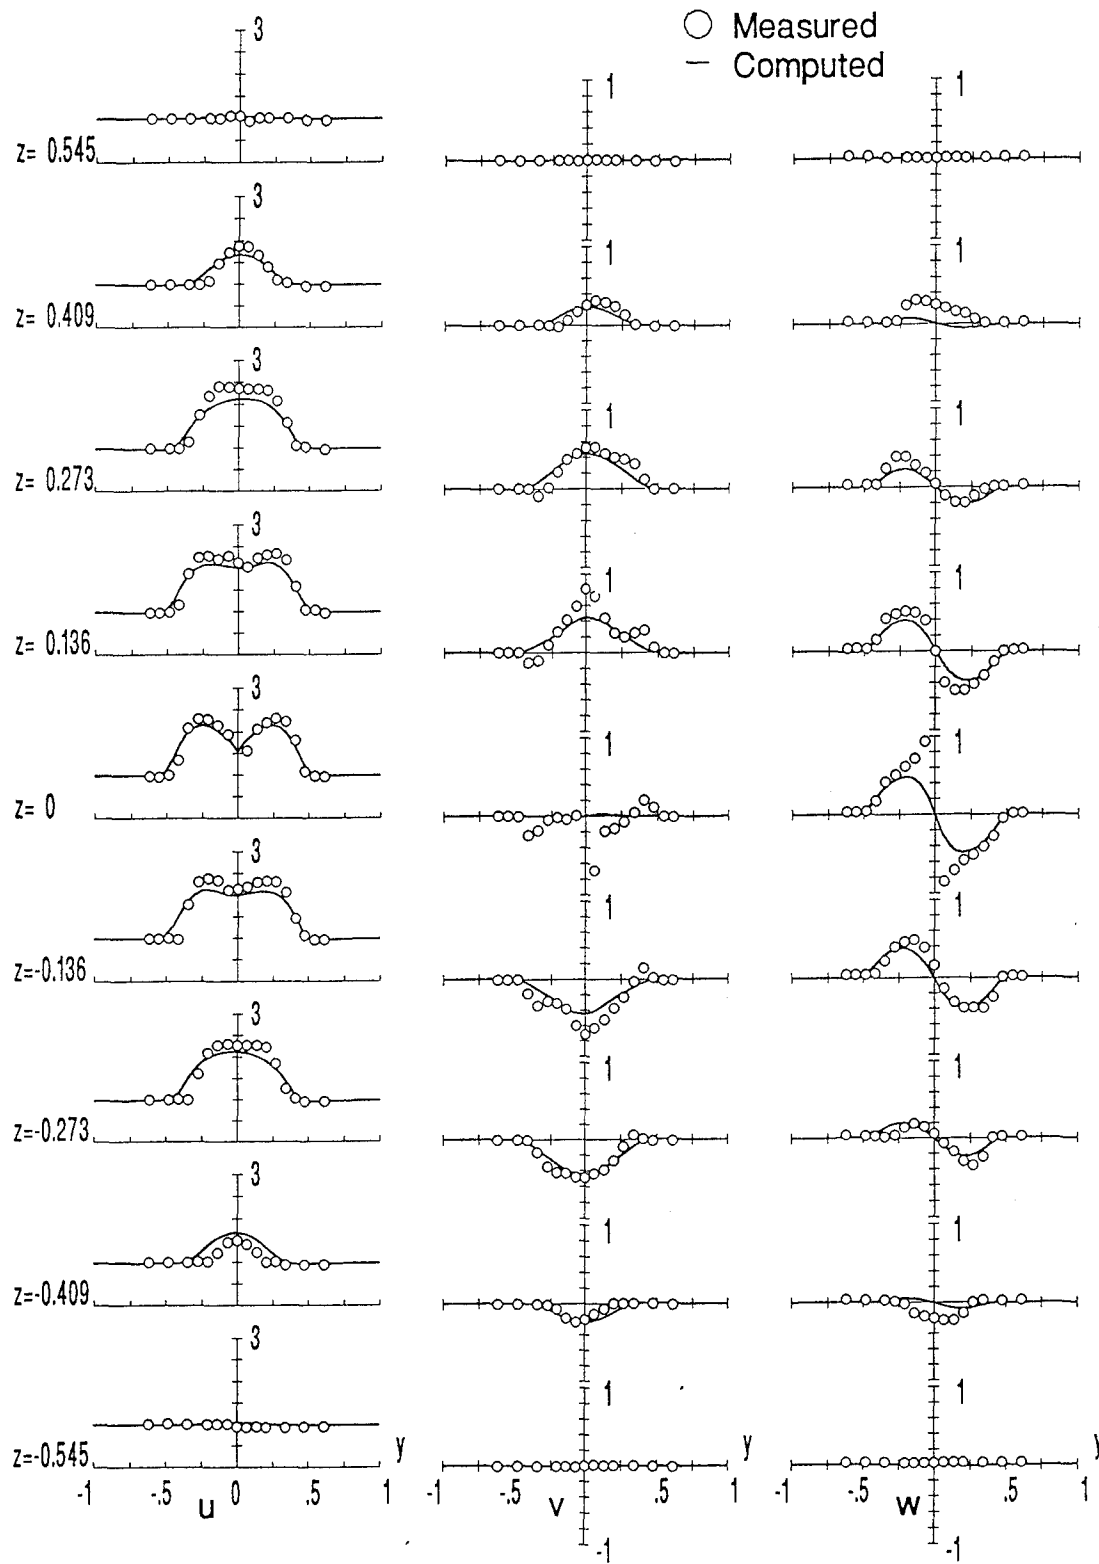 Measured
Computed
3
1
1
z= 0.545
3
1
1
z= 0.409
3
1
1
z= 0.273
3
1
1
z= 0.136
3
1
1
z= 0
3
1
1
z=-0.136
3
1
1
z=-0.273
3
1
1
z=-0.409
3
1
1
z=-0.545
y
y
y
-1 -.5 0 .5 1
-1 -.5 .5 1
-1 -.5 .5 1
u
v
w
-1
-1